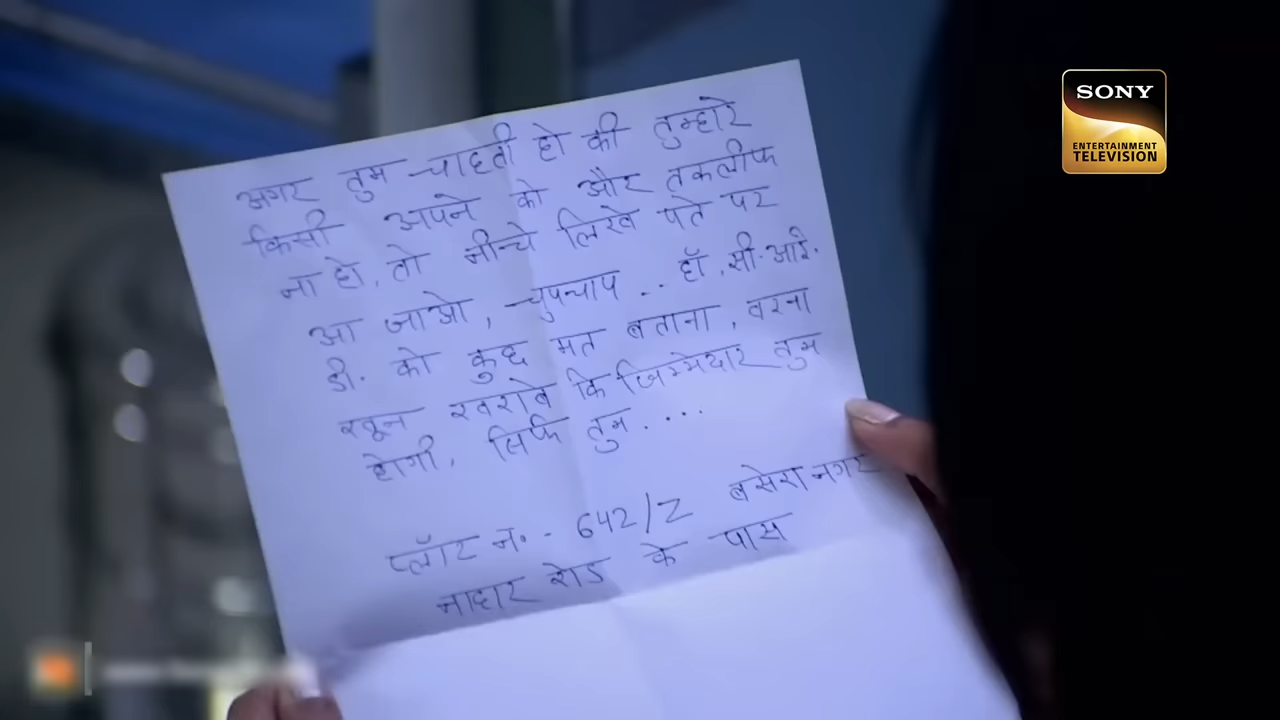 अगर तुम चाहती हो की तुम्हारे
किसी अपने को और तकलीफ
ना हो, तो नीचे लिखे पते पर
आ जाओ, चुपचाप .. हाँ, सी.आई.
डी. को कुछ मत बताना, वरना
खून खराबे कि जिम्मेदार तुम
होगी, सिर्फ तुम. ...
प्लॉट नं. - 642/Z बसेरा नगर
नाहार रोड के पास
SONY
ENTERTAINMENT
TELEVISION